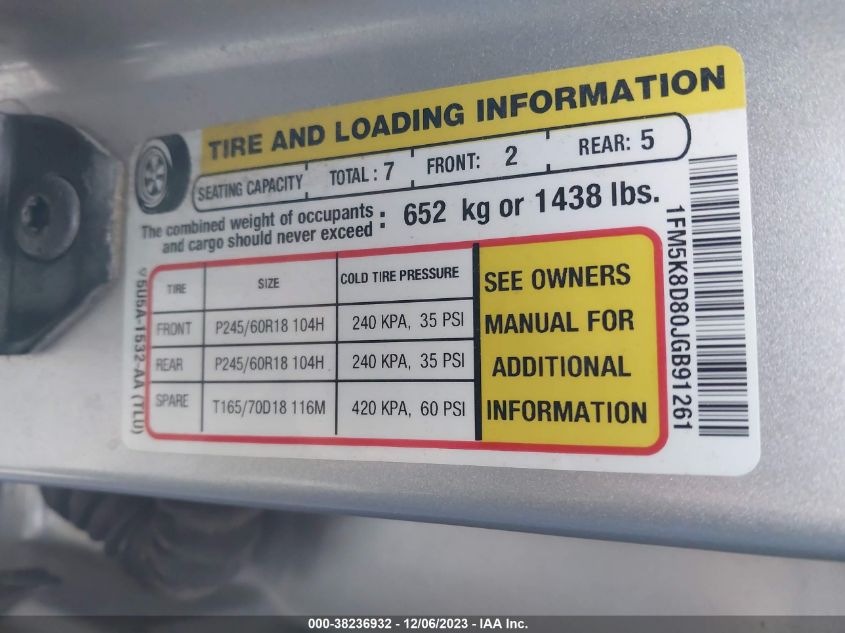 TIRE AND LOADING INFORMATION
SEATING CAPACITY TOTAL : 7 FRONT: 2 REAR: 5
The combined weight of occupants
and cargo should never exceed : 652 kg or 1438 lbs.
TIRE SIZE COLD TIRE PRESSURE
FRONT P245/60R18 104H 240 KPA, 35 PSI
REAR P245/60R18 104H 240 KPA, 35 PSI
SPARE T165/70D18 116M 420 KPA, 60 PSI
SEE OWNERS
MANUAL FOR
ADDITIONAL
INFORMATION
1FM5K8D80JGB91261
000-38236932 - 12/06/2023 - IAA Inc.